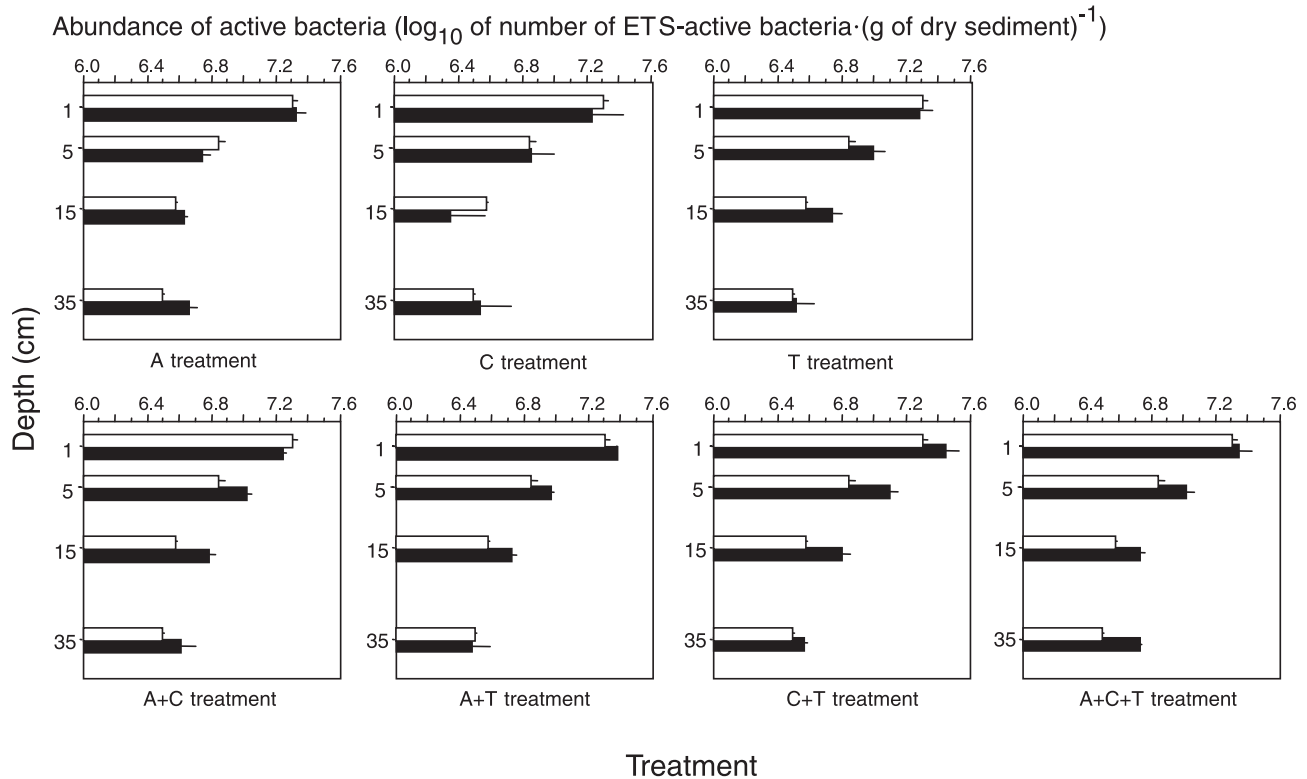 Abundance of active bacteria (log10 of number of ETS-active bacteria·(g of dry sediment)-1)
6.0 6.4 6.8 7.2 7.6
1
5
15
35
A treatment
6.0 6.4 6.8 7.2 7.6
1
5
15
35
C treatment
6.0 6.4 6.8 7.2 7.6
1
5
15
35
T treatment
Depth (cm)
6.0 6.4 6.8 7.2 7.6
1
5
15
35
A+C treatment
6.0 6.4 6.8 7.2 7.6
1
5
15
35
A+T treatment
6.0 6.4 6.8 7.2 7.6
1
5
15
35
C+T treatment
6.0 6.4 6.8 7.2 7.6
1
5
15
35
A+C+T treatment
Treatment